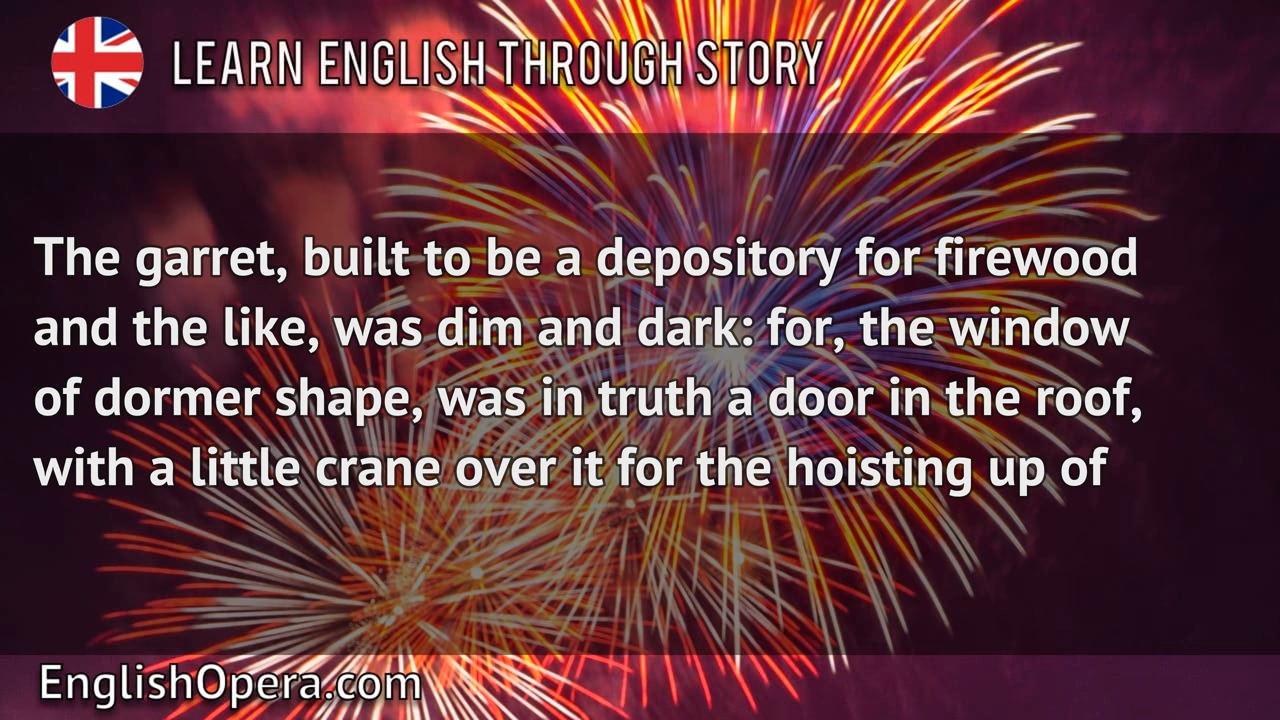 LEARN ENGLISH THROUGH STORY
The garret, built to be a depository for firewood
and the like, was dim and dark: for, the window
of dormer shape, was in truth a door in the roof,
with a little crane over it for the hoisting up of
EnglishOpera.com